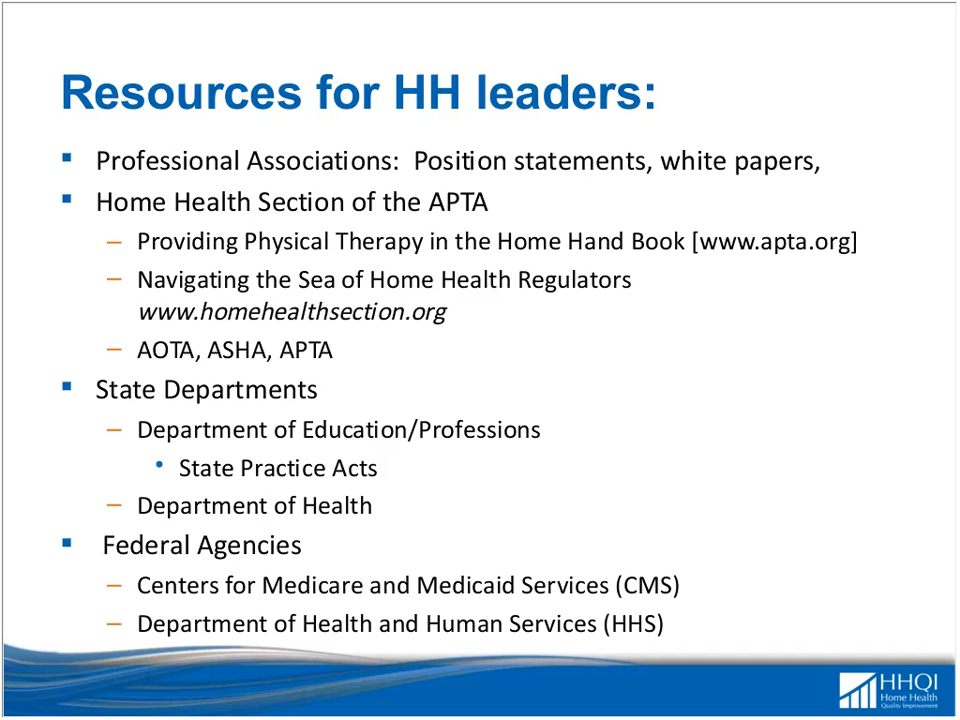 Resources for HH leaders:
Professional Associations:  Position statements, white papers,
Home Health Section of the APTA
Providing Physical Therapy in the Home Hand Book [www.apta.org]
Navigating the Sea of Home Health Regulators
www.homehealthsection.org
AOTA, ASHA, APTA
State Departments
Department of Education/Professions
State Practice Acts
Department of Health
Federal Agencies
Centers for Medicare and Medicaid Services (CMS)
Department of Health and Human Services (HHS)
HHQI
Home Health
Quality Improvement